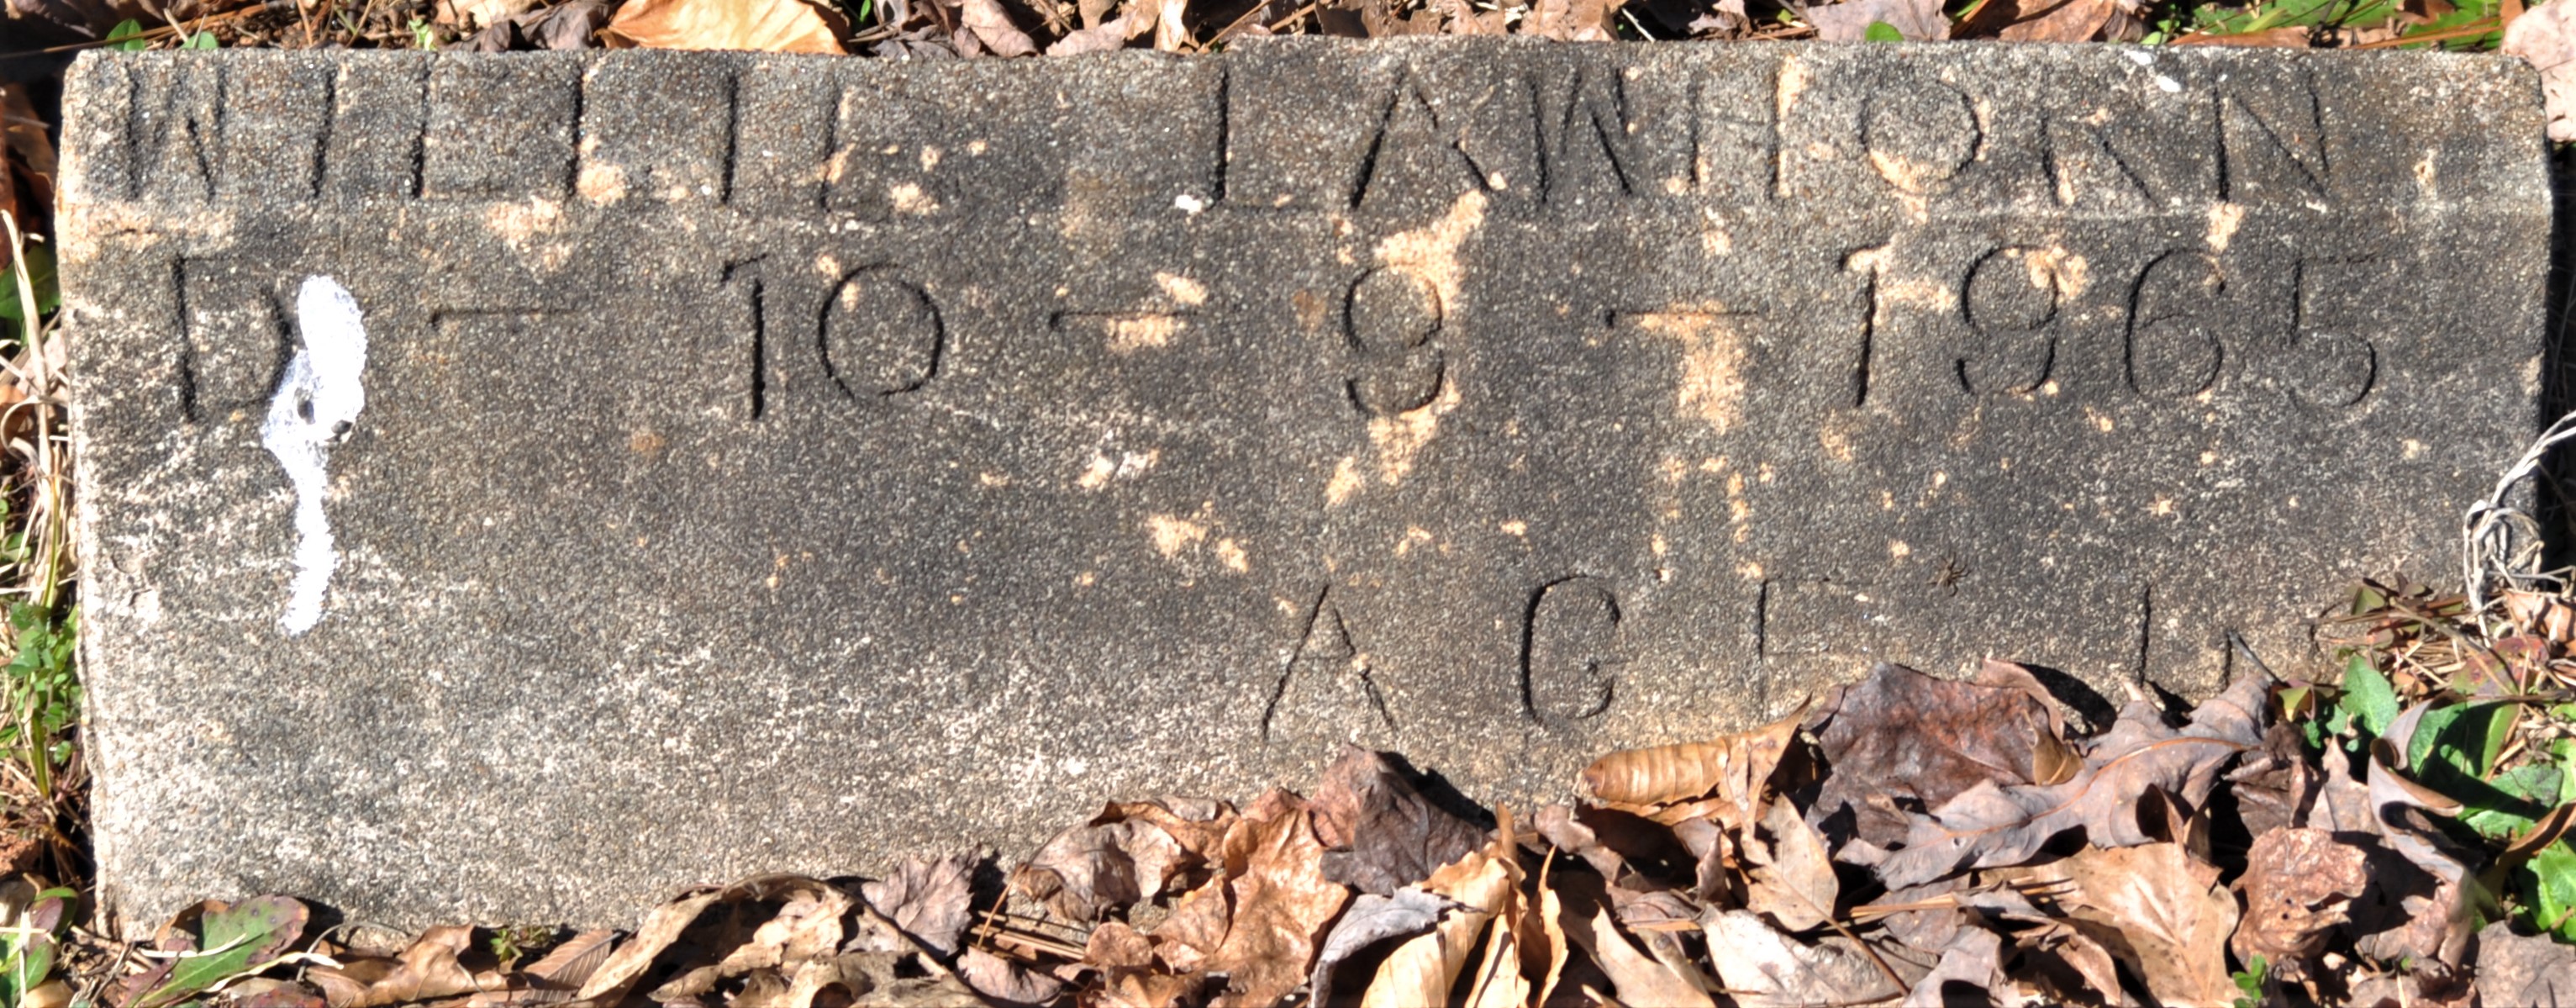 WILLIE LAWHORN
D - 10 - 9 - 1965
AGE